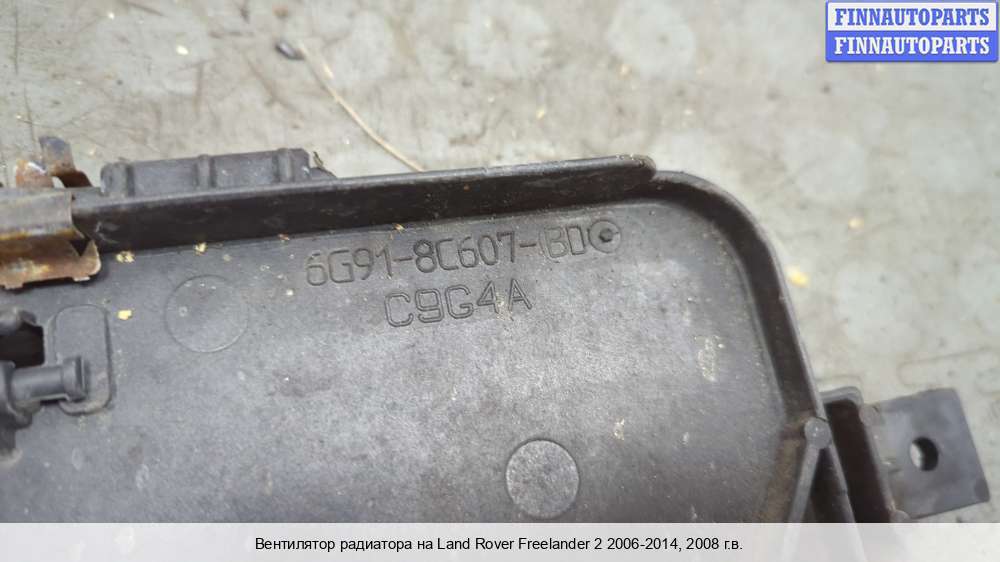 FINNAUTOPARTS
FINNAUTOPARTS
6G91-8C607-BD
C9G4A
Вентилятор радиатора на Land Rover Freelander 2 2006-2014, 2008 г.в.